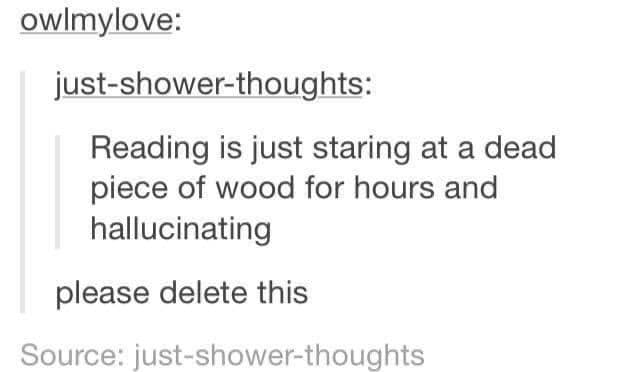 owlmylove:
just-shower-thoughts:
Reading is just staring at a dead
piece of wood for hours and
hallucinating
please delete this
Source: just-shower-thoughts